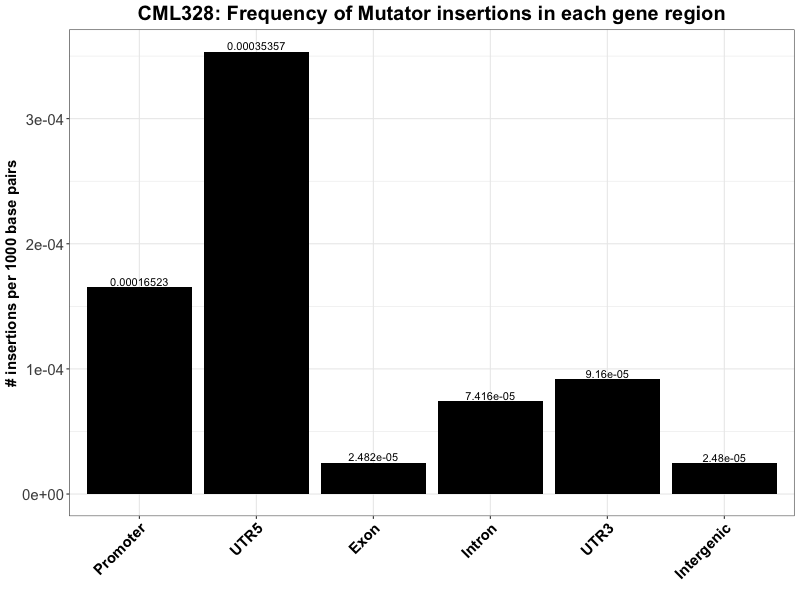 CML328: Frequency of Mutator insertions in each gene region
# insertions per 1000 base pairs
3e-04
2e-04
1e-04
0e+00
0.00016523
0.00035357
2.482e-05
7.416e-05
9.16e-05
2.48e-05
Promoter
UTR5
Exon
Intron
UTR3
Intergenic